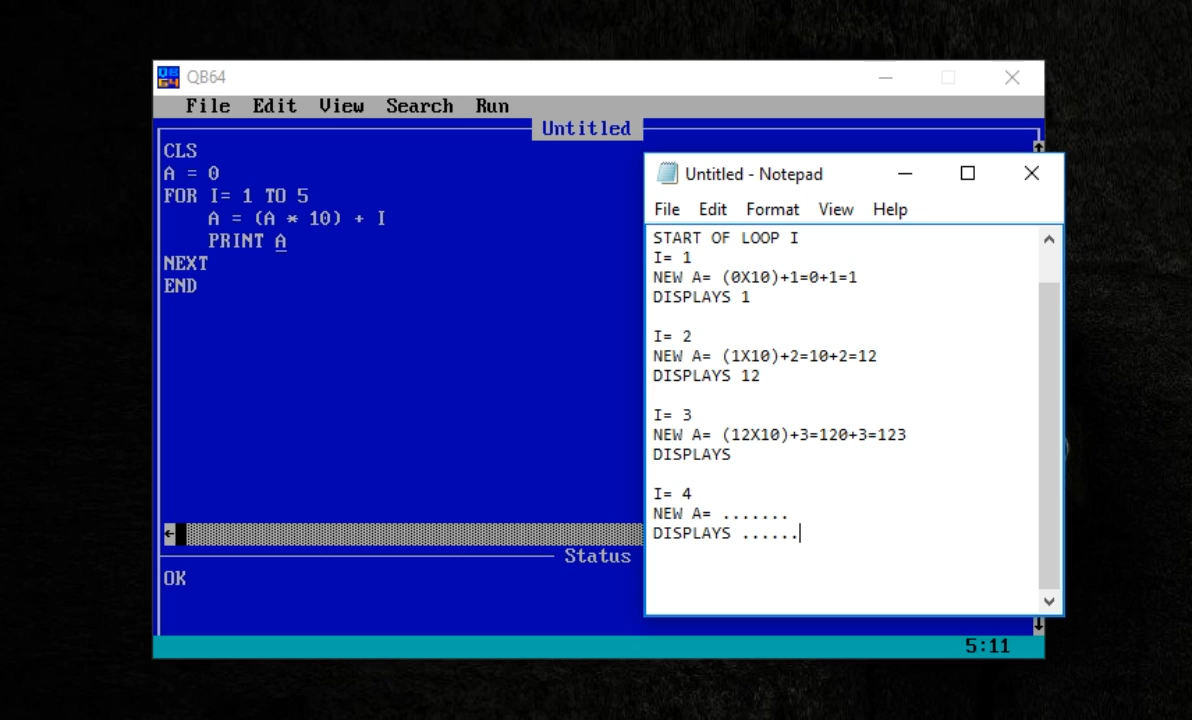 QB64
File Edit View Search Run
Untitled
CLS
A = 0
FOR I= 1 TO 5
    A = (A * 10) + I
    PRINT A
NEXT
END
Status
OK
5:11
Untitled - Notepad
File Edit Format View Help
START OF LOOP I
I= 1
NEW A= (0X10)+1=0+1=1
DISPLAYS 1
I= 2
NEW A= (1X10)+2=10+2=12
DISPLAYS 12
I= 3
NEW A= (12X10)+3=120+3=123
DISPLAYS
I= 4
NEW A= .......
DISPLAYS ......